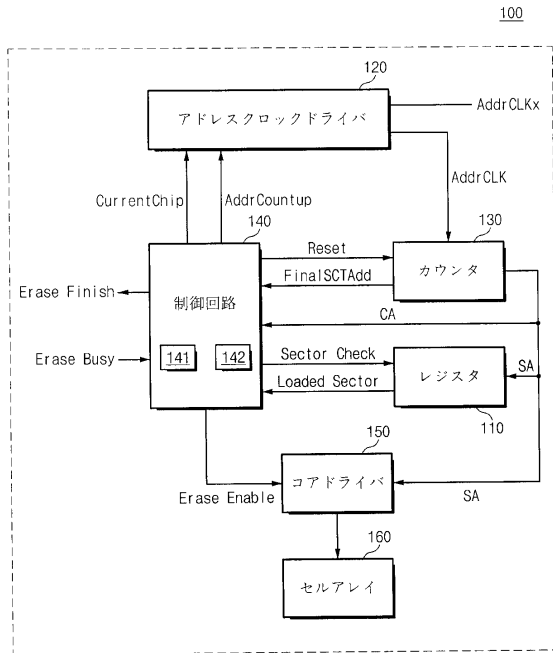 100
120
アドレスクロックドライバ
AddrCLKx
AddrCLK
CurrentChip
AddrCountup
140
130
Reset
カウンタ
FinalSCTAdd
Erase Finish
制御回路
CA
Erase Busy
141
142
Sector Check
レジスタ
SA
Loaded Sector
110
150
コアドライバ
Erase Enable
SA
160
セルアレイ